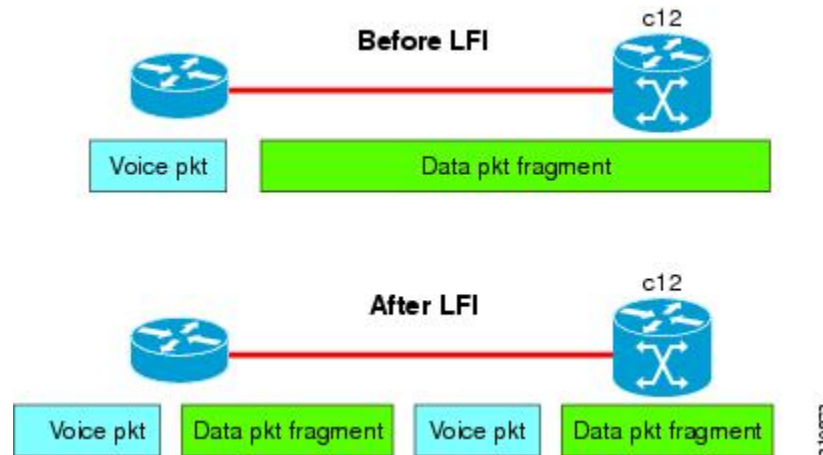 c12
Before LFI
Voice pkt
Data pkt fragment
c12
After LFI
Voice pkt
Data pkt fragment
Voice pkt
Data pkt fragment